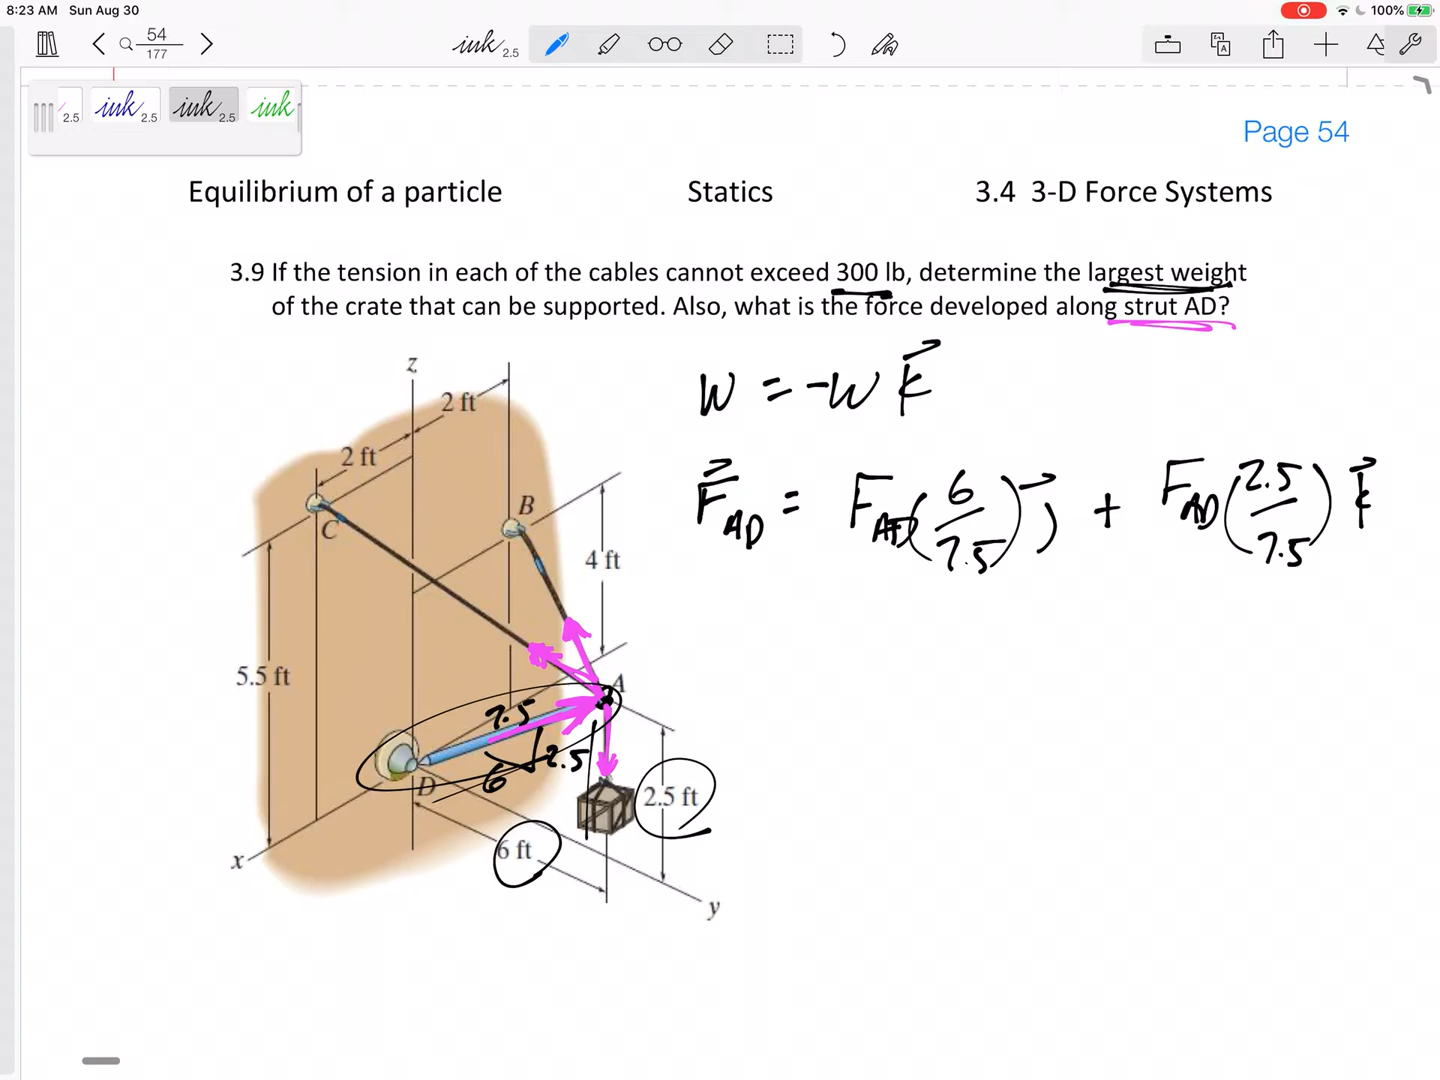 8:23 AM Sun Aug 30
100%
54
177
ink 2.5
2.5 ink 2.5 ink 2.5 ink
Page 54
Equilibrium of a particle Statics 3.4 3-D Force Systems
3.9 If the tension in each of the cables cannot exceed 300 lb, determine the largest weight
of the crate that can be supported. Also, what is the force developed along strut AD?
W = -W k
F AD = F AD (6/7.5) j + F AD (2.5/7.5) k
z
2 ft
2 ft
B
C
4 ft
5.5 ft
A
7.5
2.5
6
D
2.5 ft
6 ft
x
y